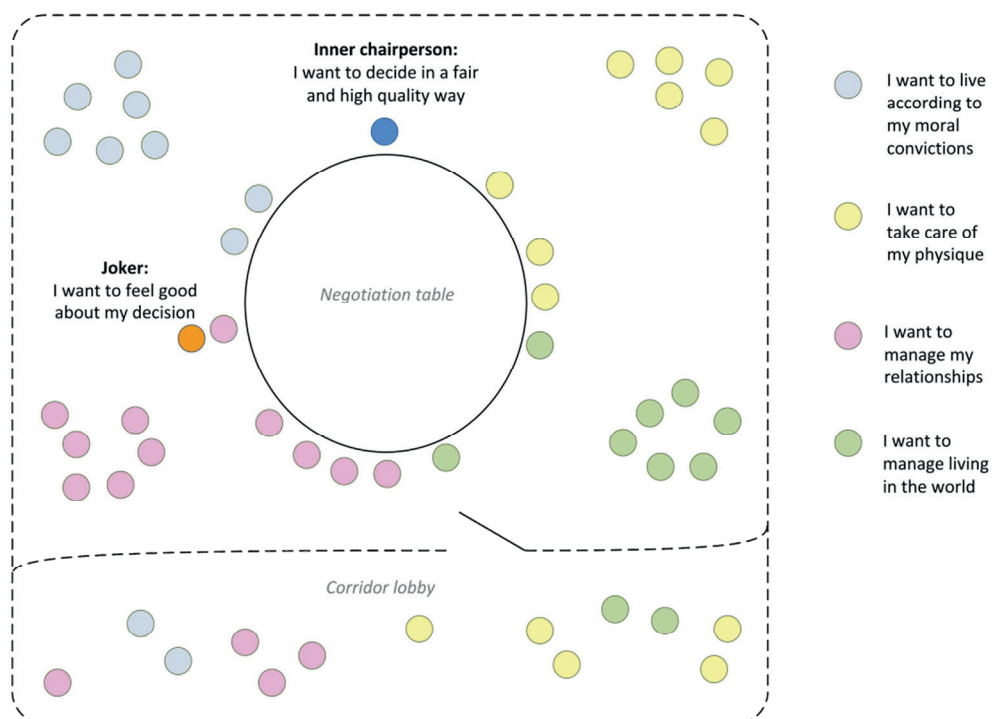 Inner chairperson:
I want to decide in a fair
and high quality way
Joker:
I want to feel good
about my decision
Negotiation table
Corridor lobby
I want to live
according to
my moral
convictions
I want to
take care of
my physique
I want to
manage my
relationships
I want to
manage living
in the world